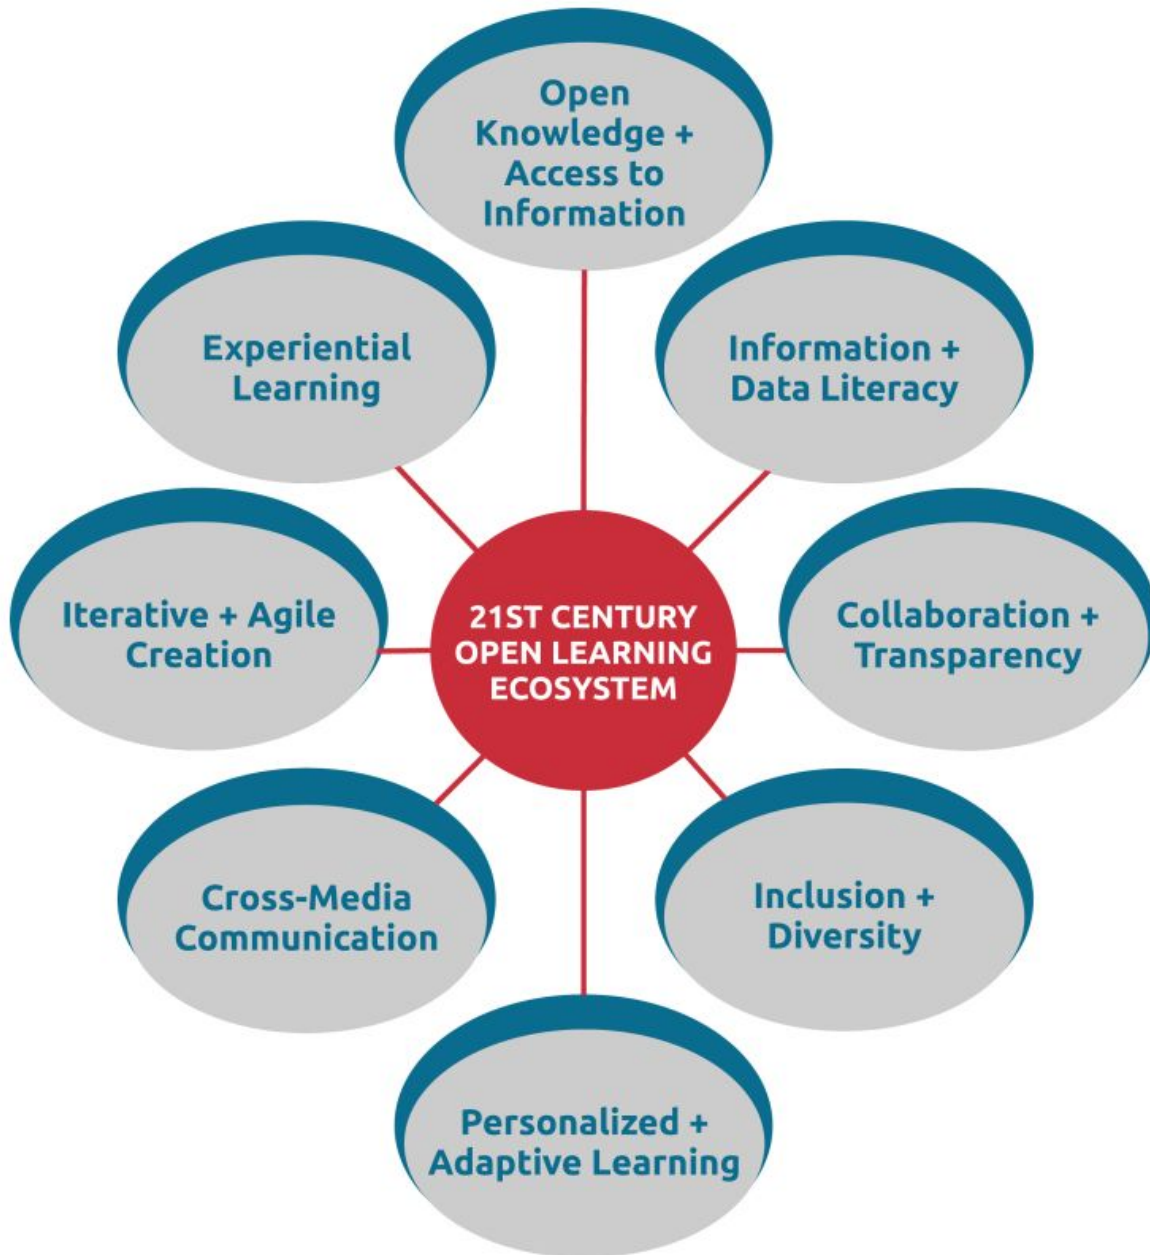 Open
Knowledge +
Access to
Information
Experiential
Learning
Information +
Data Literacy
Iterative + Agile
Creation
21ST CENTURY
OPEN LEARNING
ECOSYSTEM
Collaboration +
Transparency
Cross-Media
Communication
Inclusion +
Diversity
Personalized +
Adaptive Learning